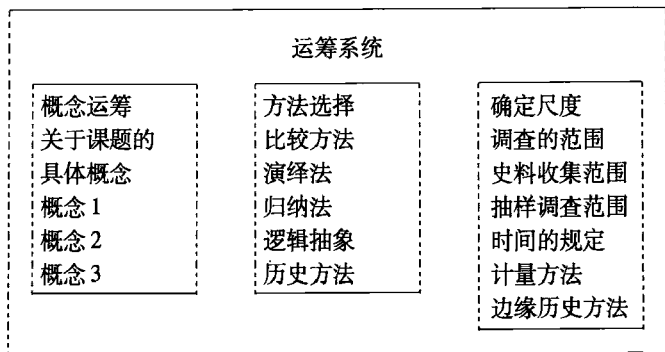 运筹系统
概念运筹
关于课题的
具体概念
概念1
概念2
概念3
方法选择
比较方法
演绎法
归纳法
逻辑抽象
历史方法
确定尺度
调查的范围
史料收集范围
抽样调查范围
时间的规定
计量方法
边缘历史方法